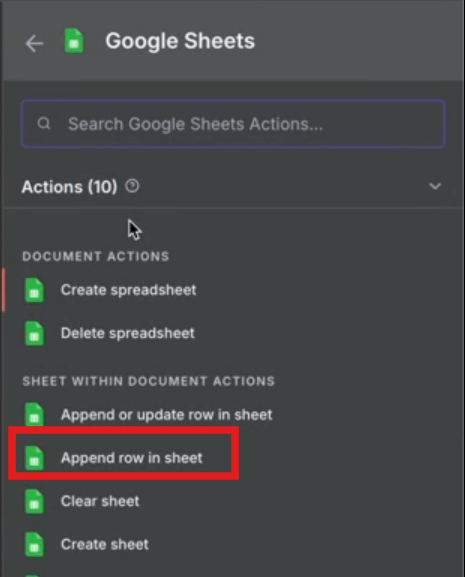 Google Sheets
Search Google Sheets Actions...
Actions (10)
DOCUMENT ACTIONS
Create spreadsheet
Delete spreadsheet
SHEET WITHIN DOCUMENT ACTIONS
Append or update row in sheet
Append row in sheet
Clear sheet
Create sheet